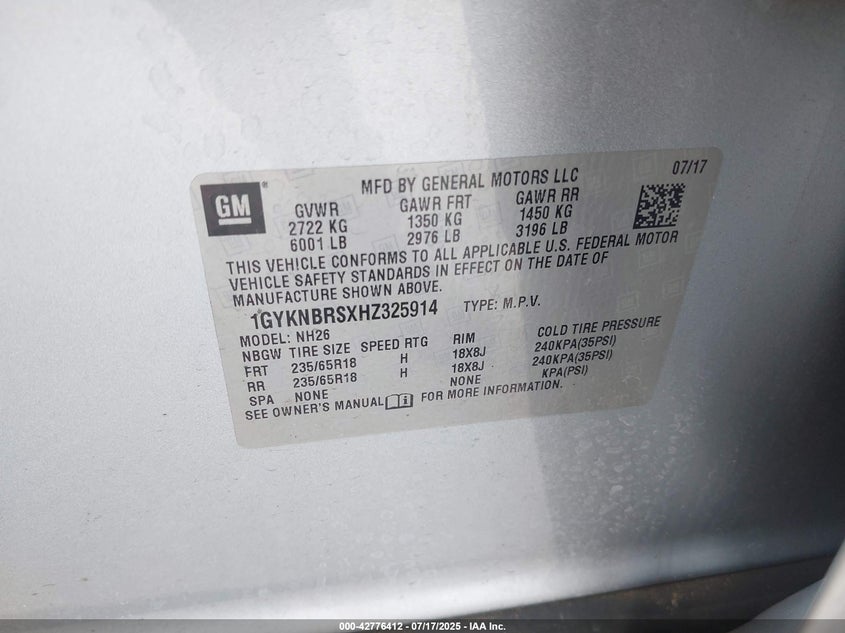 07/17
GM®
MFD BY GENERAL MOTORS LLC
GVWR GAWR FRT GAWR RR
2722 KG 1350 KG 1450 KG
6001 LB 2976 LB 3196 LB
THIS VEHICLE CONFORMS TO ALL APPLICABLE U.S. FEDERAL MOTOR
VEHICLE SAFETY STANDARDS IN EFFECT ON THE DATE OF
MANUFACTURE SHOWN ABOVE.
1GYKNBRSXHZ325914 TYPE: M.P.V.
MODEL: NH26
NBGW TIRE SIZE SPEED RTG RIM COLD TIRE PRESSURE
FRT 235/65R18 H 18X8J 240KPA(35PSI)
RR 235/65R18 H 18X8J 240KPA(35PSI)
SPA NONE NONE KPA(PSI)
SEE OWNER'S MANUAL FOR MORE INFORMATION.
000-42776412 - 07/17/2025 - IAA Inc.